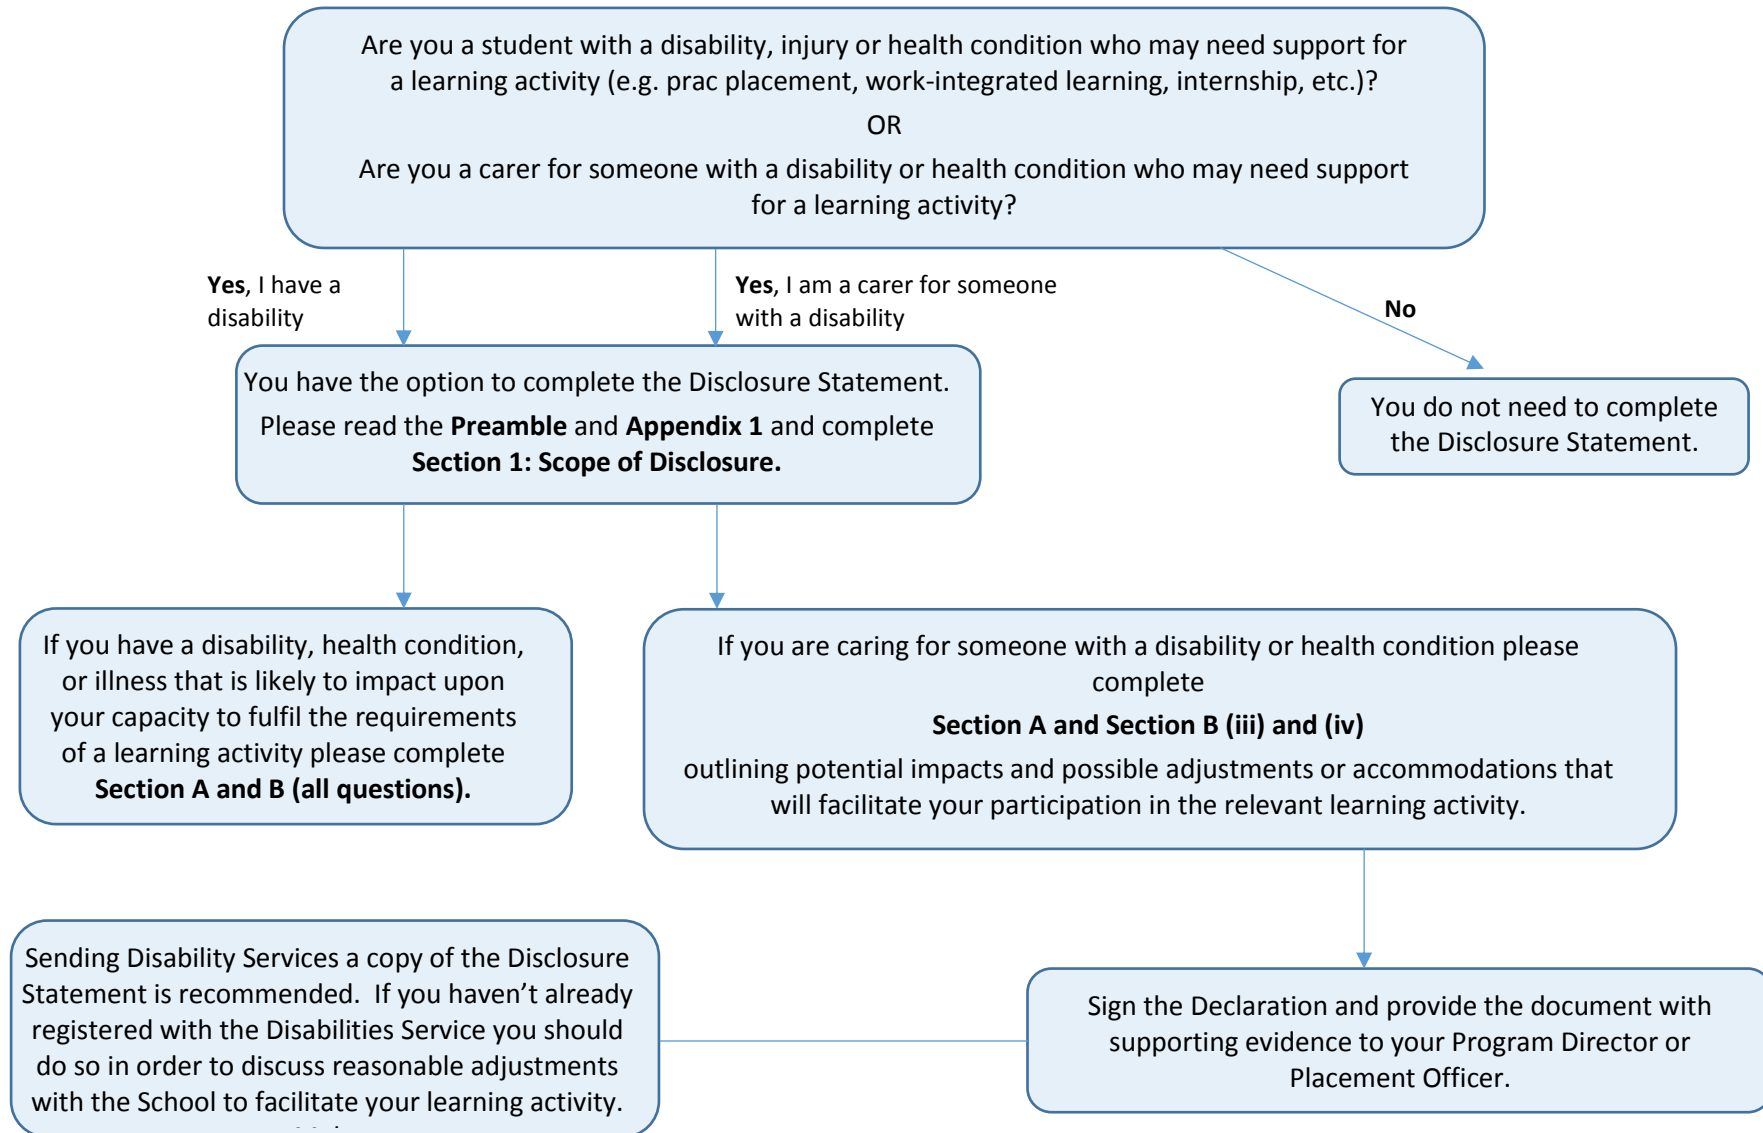 Are you a student with a disability, injury or health condition who may need support for
a learning activity (e.g. prac placement, work-integrated learning, internship, etc.)?
OR
Are you a carer for someone with a disability or health condition who may need support
for a learning activity?
Yes, I have a
disability
Yes, I am a carer for someone
with a disability
No
You have the option to complete the Disclosure Statement.
Please read the Preamble and Appendix 1 and complete
Section 1: Scope of Disclosure.
You do not need to complete
the Disclosure Statement.
If you have a disability, health condition,
or illness that is likely to impact upon
your capacity to fulfil the requirements
of a learning activity please complete
Section A and B (all questions).
If you are caring for someone with a disability or health condition please
complete
Section A and Section B (iii) and (iv)
outlining potential impacts and possible adjustments or accommodations that
will facilitate your participation in the relevant learning activity.
Sending Disability Services a copy of the Disclosure
Statement is recommended.  If you haven’t already
registered with the Disabilities Service you should
do so in order to discuss reasonable adjustments
with the School to facilitate your learning activity.
Sign the Declaration and provide the document with
supporting evidence to your Program Director or
Placement Officer.